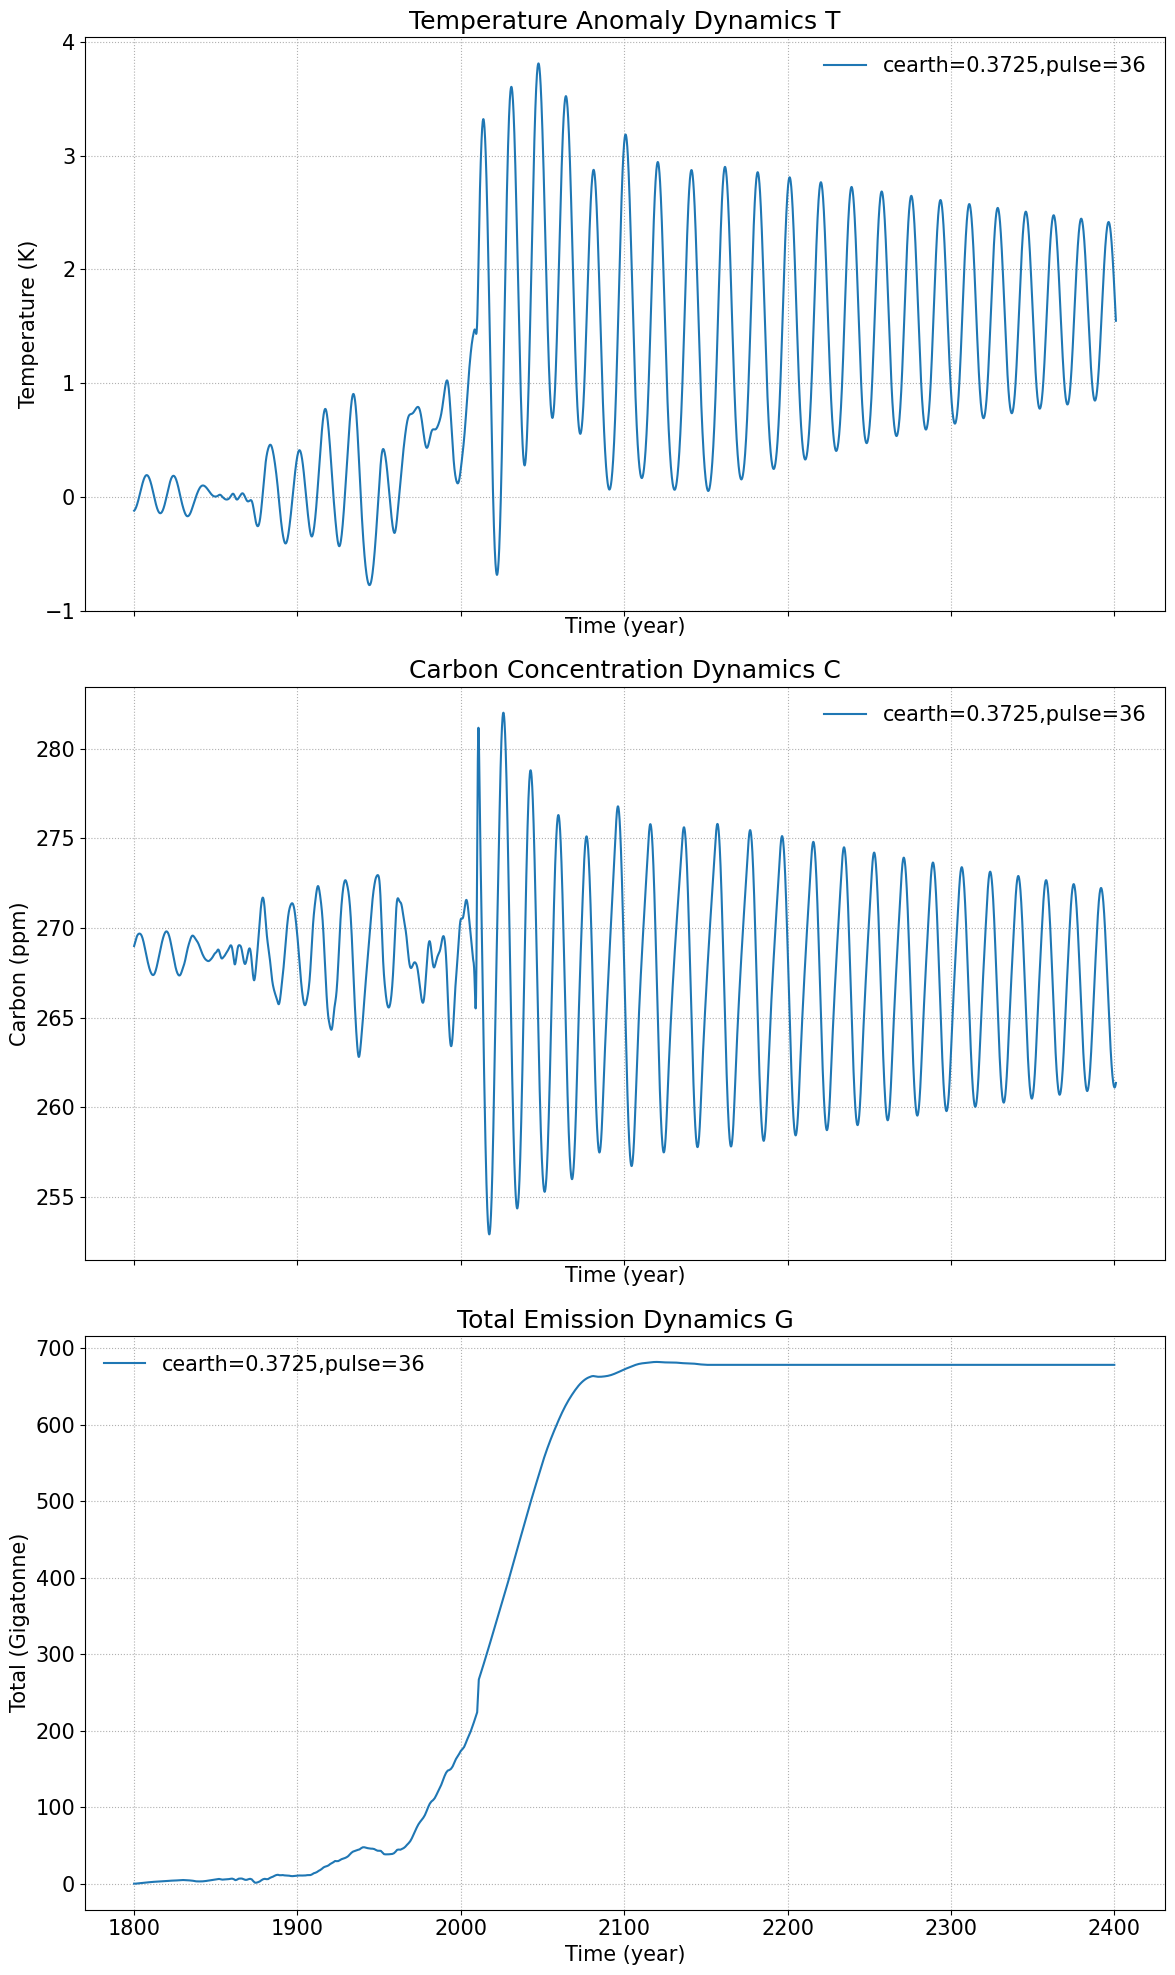 Temperature Anomaly Dynamics T
4
3
2
1
0
−1
Temperature (K)
cearth=0.3725,pulse=36
Time (year)
Carbon Concentration Dynamics C
280
275
270
265
260
255
Carbon (ppm)
cearth=0.3725,pulse=36
Time (year)
Total Emission Dynamics G
700
600
500
400
300
200
100
0
Total (Gigatonne)
cearth=0.3725,pulse=36
1800 1900 2000 2100 2200 2300 2400
Time (year)